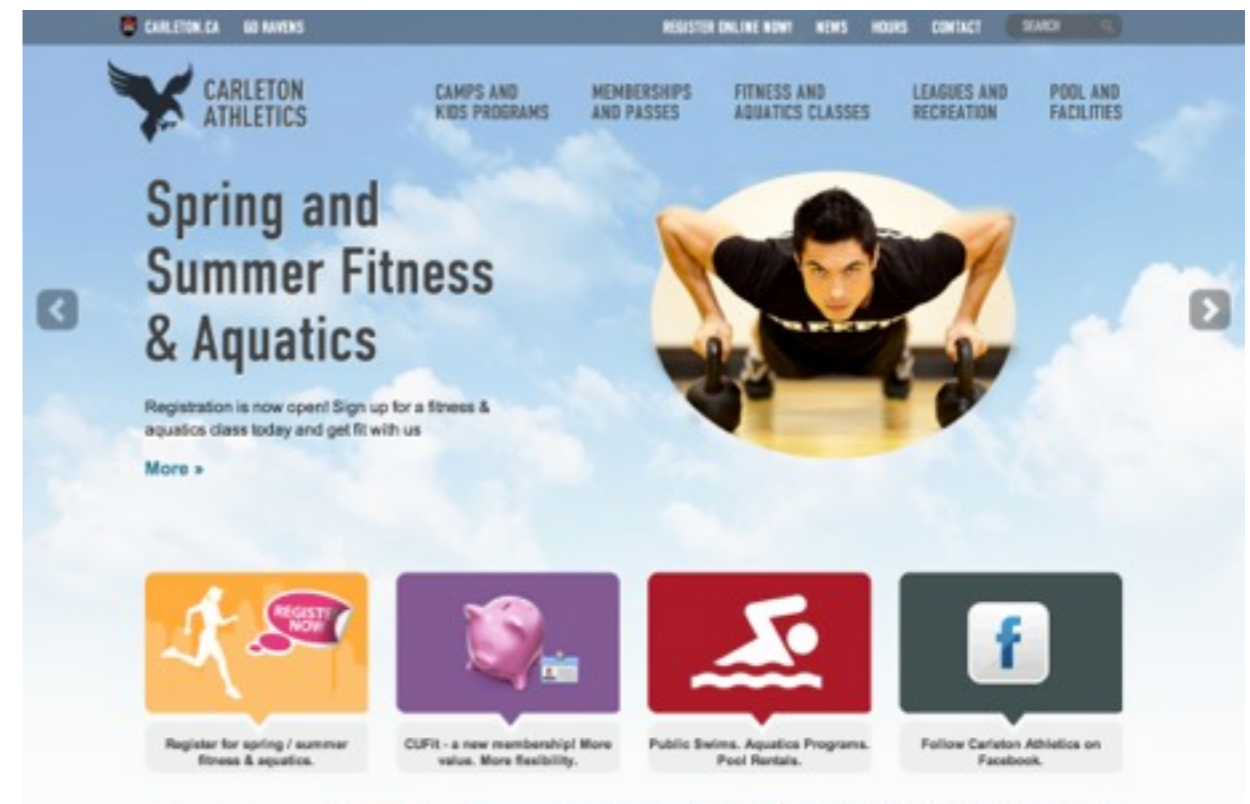 CARLETON.CA GO RAVENS REGISTER ONLINE NOW! NEWS HOURS CONTACT SEARCH
CARLETON
ATHLETICS
CAMPS AND
KIDS PROGRAMS
MEMBERSHIPS
AND PASSES
FITNESS AND
AQUATICS CLASSES
LEAGUES AND
RECREATION
POOL AND
FACILITIES
Spring and
Summer Fitness
& Aquatics
Registration is now open! Sign up for a fitness &
aquatics class today and get fit with us
More »
REGISTER
NOW
f
Register for spring / summer
fitness & aquatics.
CUFit - a new membership! More
value. More flexibility.
Public Swims. Aquatics Programs.
Pool Rentals.
Follow Carleton Athletics on
Facebook.